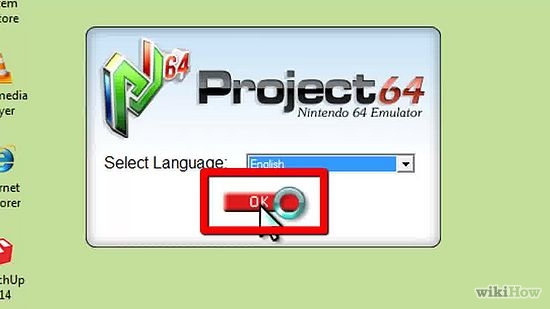 tem
tore
64
Project64
Nintendo 64 Emulator
media
yer
Select Language:
English
OK
rnet
orer
chUp
14
wikiHow